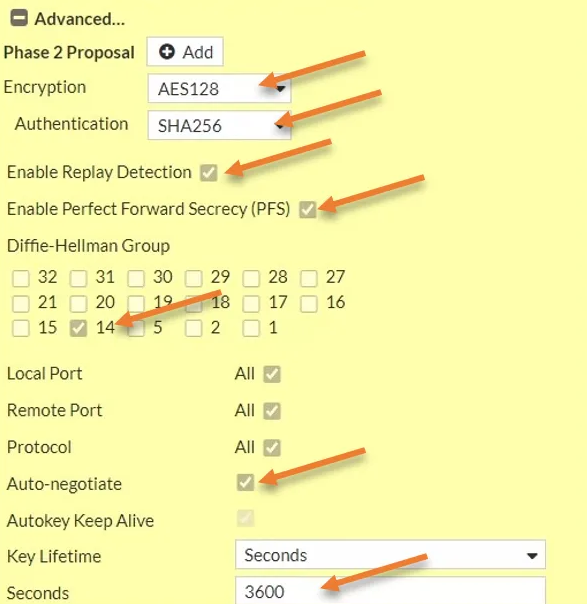 Advanced...
Phase 2 Proposal Add
Encryption AES128
Authentication SHA256
Enable Replay Detection
Enable Perfect Forward Secrecy (PFS)
Diffie-Hellman Group
32 31 30 29 28 27
21 20 19 18 17 16
15 14 5 2 1
Local Port All
Remote Port All
Protocol All
Auto-negotiate
Autokey Keep Alive
Key Lifetime Seconds
Seconds 3600